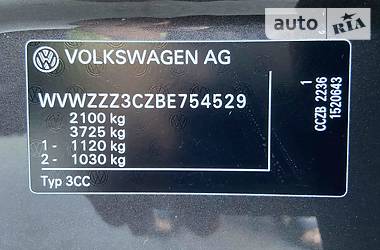 auto RIA
VOLKSWAGEN AG
WVWZZZ3CZBE754529
2100 kg
3725 kg
1 - 1120 kg
2 - 1030 kg
Typ 3CC
1
CCZB 2236
1520643